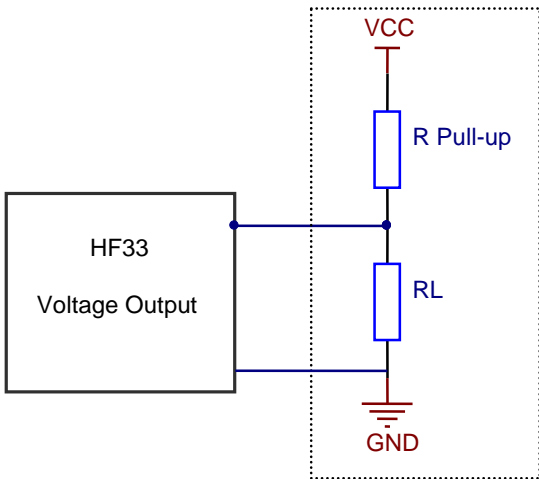 VCC
R Pull-up
HF33
Voltage Output
RL
GND